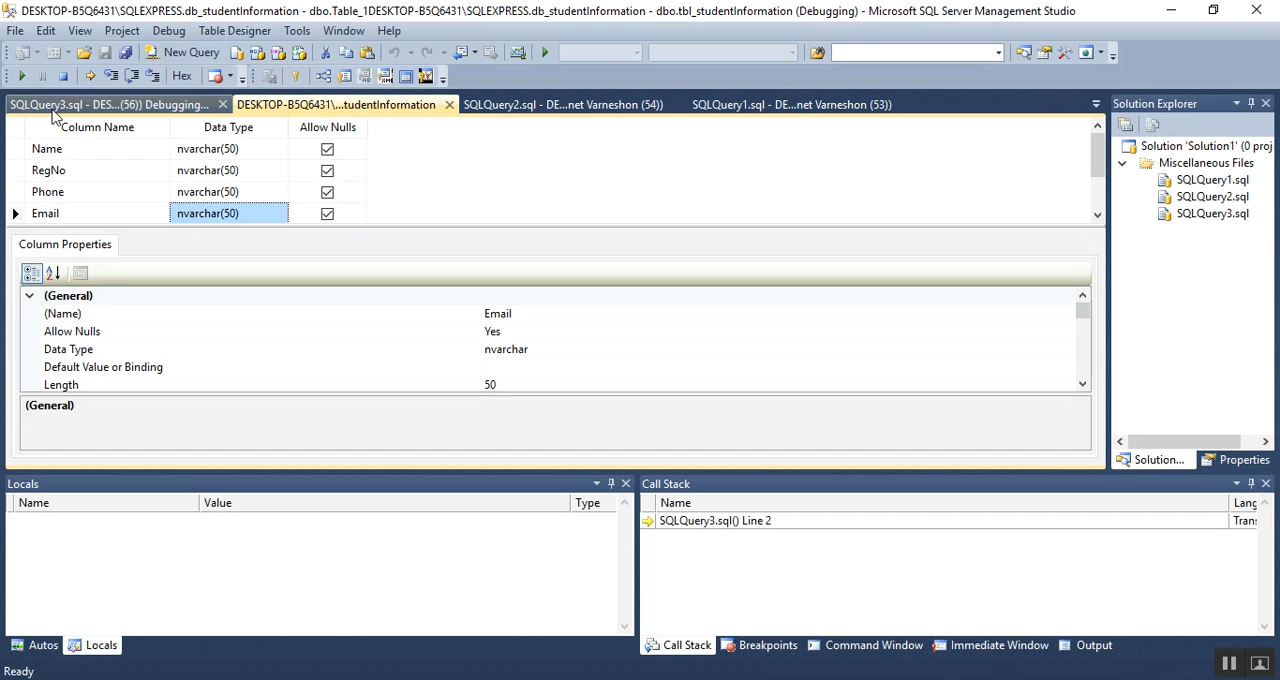 DESKTOP-B5Q6431\SQLEXPRESS.db_studentInformation - dbo.Table_1DESKTOP-B5Q6431\SQLEXPRESS.db_studentInformation - dbo.tbl_studentInformation (Debugging) - Microsoft SQL Server Management Studio
File Edit View Project Debug Table Designer Tools Window Help
New Query
Hex
SQLQuery3.sql - DES...(56)) Debugging... DESKTOP-B5Q6431\...tudentInformation SQLQuery2.sql - DE...net Varneshon (54)) SQLQuery1.sql - DE...net Varneshon (53)) Solution Explorer
Column Name Data Type Allow Nulls
Name nvarchar(50)
RegNo nvarchar(50)
Phone nvarchar(50)
Email nvarchar(50)
Solution 'Solution1' (0 proj
Miscellaneous Files
SQLQuery1.sql
SQLQuery2.sql
SQLQuery3.sql
Column Properties
(General)
(Name) Email
Allow Nulls Yes
Data Type nvarchar
Default Value or Binding
Length 50
(General)
Solution... Properties
Locals
Name Value Type
Call Stack
Name Lang
SQLQuery3.sql() Line 2 Trans
Autos Locals
Call Stack Breakpoints Command Window Immediate Window Output
Ready